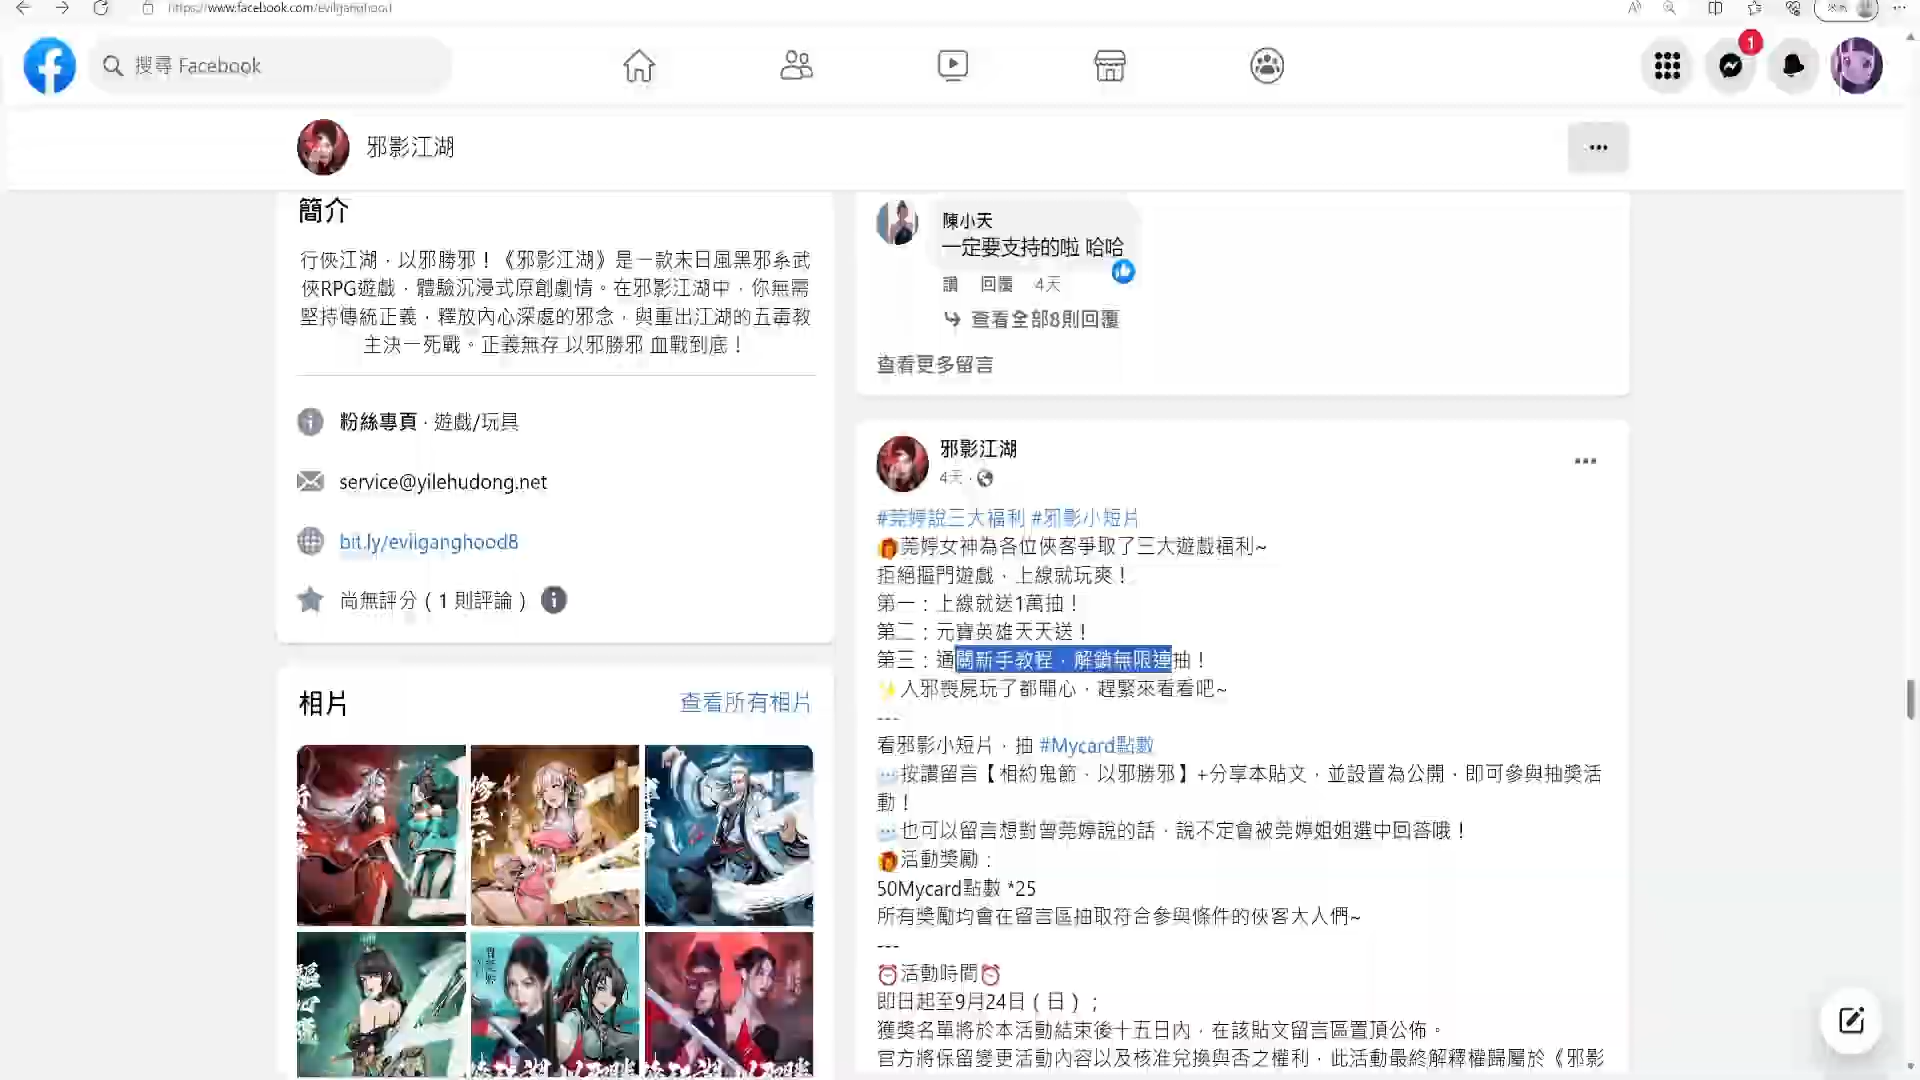 https://www.facebook.com/evilganghood
搜尋 Facebook
1
邪影江湖
簡介
行俠江湖，以邪勝邪！《邪影江湖》是一款末日風黑邪系武
俠RPG遊戲，體驗沉浸式原創劇情。在邪影江湖中，你無需
堅持傳統正義，釋放內心深處的邪念，與重出江湖的五毒教
主決一死戰。正義無存 以邪勝邪 血戰到底！
粉絲專頁 · 遊戲/玩具
service@yilehudong.net
bit.ly/evilganghood8
尚無評分（1 則評論）
相片
查看所有相片
陳小天
一定要支持的啦 哈哈
讚 回覆 4天
查看全部8則回覆
查看更多留言
邪影江湖
4天 ·
#莞婷說三大福利 #邪影小短片
莞婷女神為各位俠客爭取了三大遊戲福利~
拒絕摳門遊戲，上線就玩爽！
第一：上線就送1萬抽！
第二：元寶英雄天天送！
第三：通關新手教程，解鎖無限連抽！
入邪喪屍玩了都開心，趕緊來看看吧~
---
看邪影小短片，抽 #Mycard點數
按讚留言【相約鬼節，以邪勝邪】+分享本貼文，並設置為公開，即可參與抽獎活
動！
也可以留言想對曾莞婷說的話，說不定會被莞婷姐姐選中回答哦！
活動獎勵：
50Mycard點數 *25
所有獎勵均會在留言區抽取符合參與條件的俠客大人們~
---
活動時間
即日起至9月24日（日）；
獲獎名單將於本活動結束後十五日內，在該貼文留言區置頂公佈。
官方將保留變更活動內容以及核准兌換與否之權利，此活動最終解釋權歸屬於《邪影